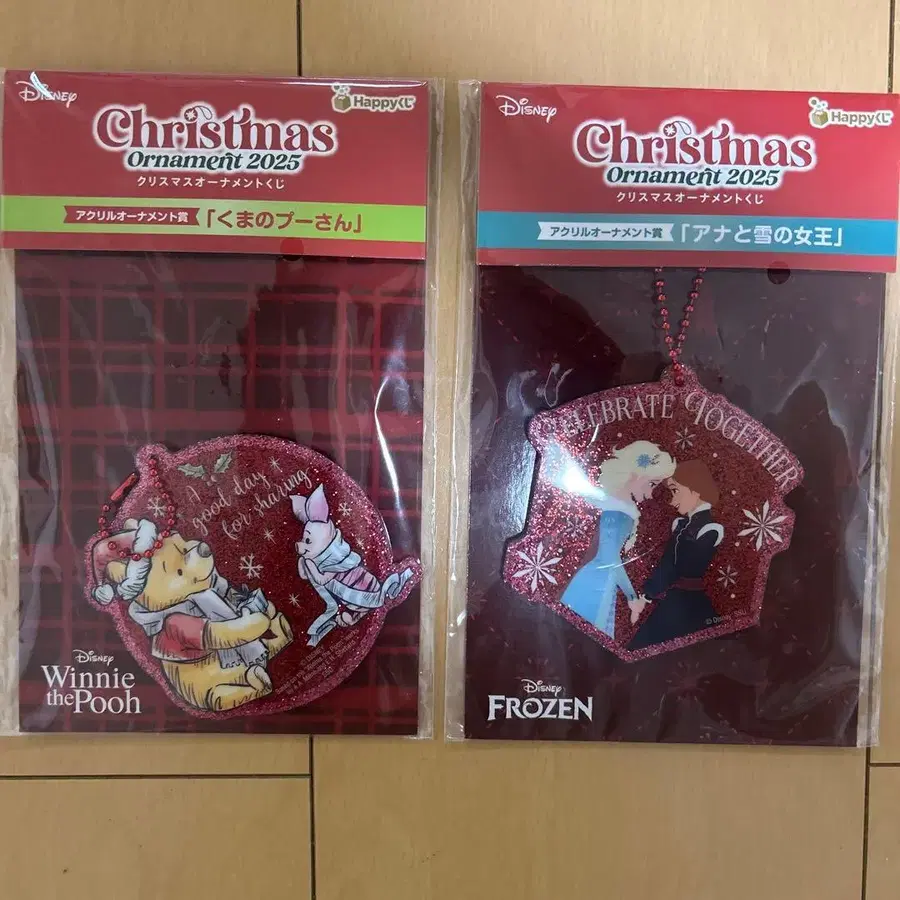 Disney
Happyくじ
Christmas
Ornament 2025
クリスマスオーナメントくじ
アクリルオーナメント賞 「くまのプーさん」
A
good day
for sharing
Disney
Winnie
the Pooh
Disney
Happyくじ
Christmas
Ornament 2025
クリスマスオーナメントくじ
アクリルオーナメント賞 「アナと雪の女王」
CELEBRATE TOGETHER
Disney
FROZEN